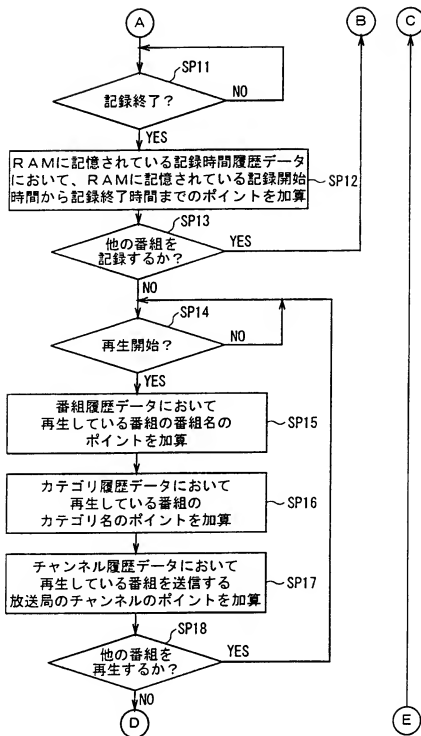 A
B
C
SP11
記録終了?
NO
YES
RAMに記憶されている記録時間履歴データ
において、RAMに記憶されている記録開始
時間から記録終了時間までのポイントを加算
SP12
SP13
他の番組を
記録するか?
YES
NO
SP14
再生開始?
NO
YES
番組履歴データにおいて
再生している番組の番組名の
ポイントを加算
SP15
カテゴリ履歴データにおいて
再生している番組の
カテゴリ名のポイントを加算
SP16
チャンネル履歴データにおいて
再生している番組を送信する
放送局のチャンネルのポイントを加算
SP17
SP18
他の番組を
再生するか?
YES
NO
D
E